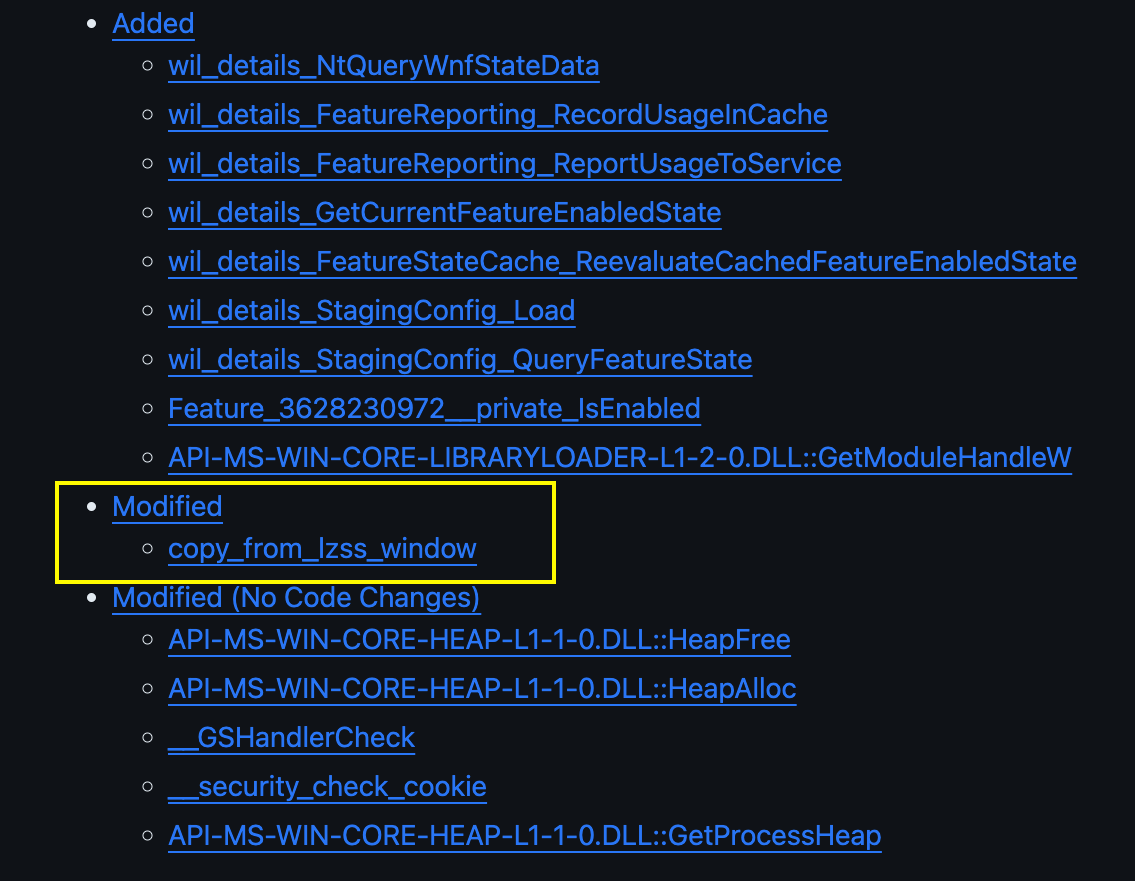 Added
wil_details_NtQueryWnfStateData
wil_details_FeatureReporting_RecordUsageInCache
wil_details_FeatureReporting_ReportUsageToService
wil_details_GetCurrentFeatureEnabledState
wil_details_FeatureStateCache_ReevaluateCachedFeatureEnabledState
wil_details_StagingConfig_Load
wil_details_StagingConfig_QueryFeatureState
Feature_3628230972__private_IsEnabled
API-MS-WIN-CORE-LIBRARYLOADER-L1-2-0.DLL::GetModuleHandleW
Modified
copy_from_lzss_window
Modified (No Code Changes)
API-MS-WIN-CORE-HEAP-L1-1-0.DLL::HeapFree
API-MS-WIN-CORE-HEAP-L1-1-0.DLL::HeapAlloc
__GSHandlerCheck
__security_check_cookie
API-MS-WIN-CORE-HEAP-L1-1-0.DLL::GetProcessHeap